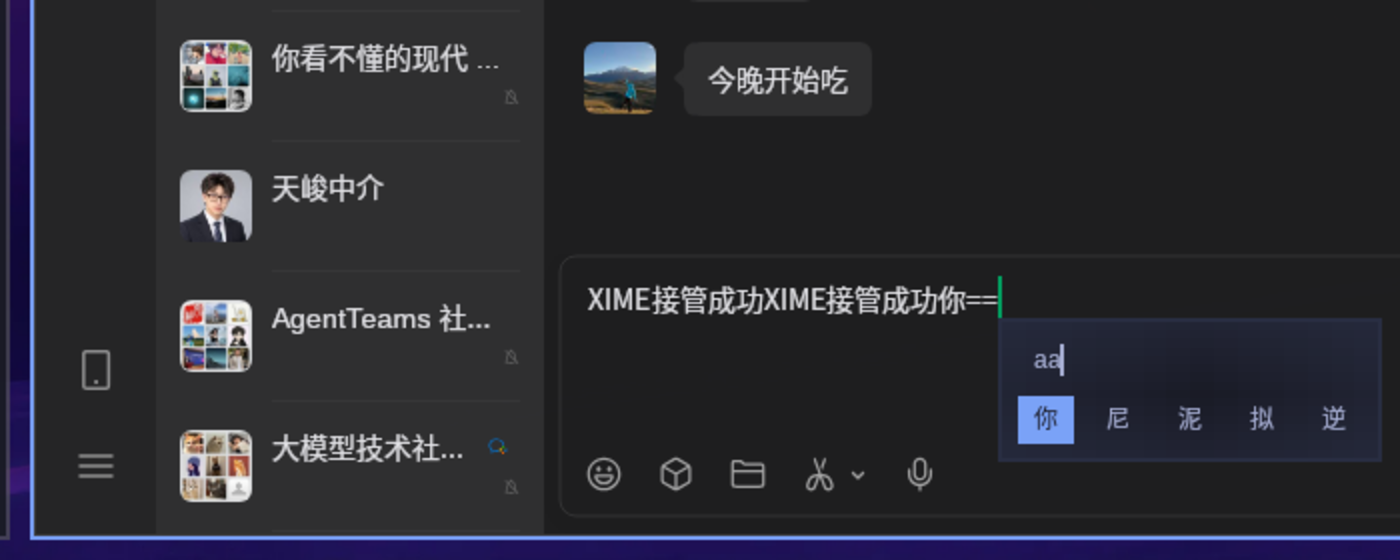 你看不懂的现代 ...
天峻中介
AgentTeams 社...
大模型技术社...
今晚开始吃
XIME接管成功XIME接管成功你==
aa
你 尼 泥 拟 逆